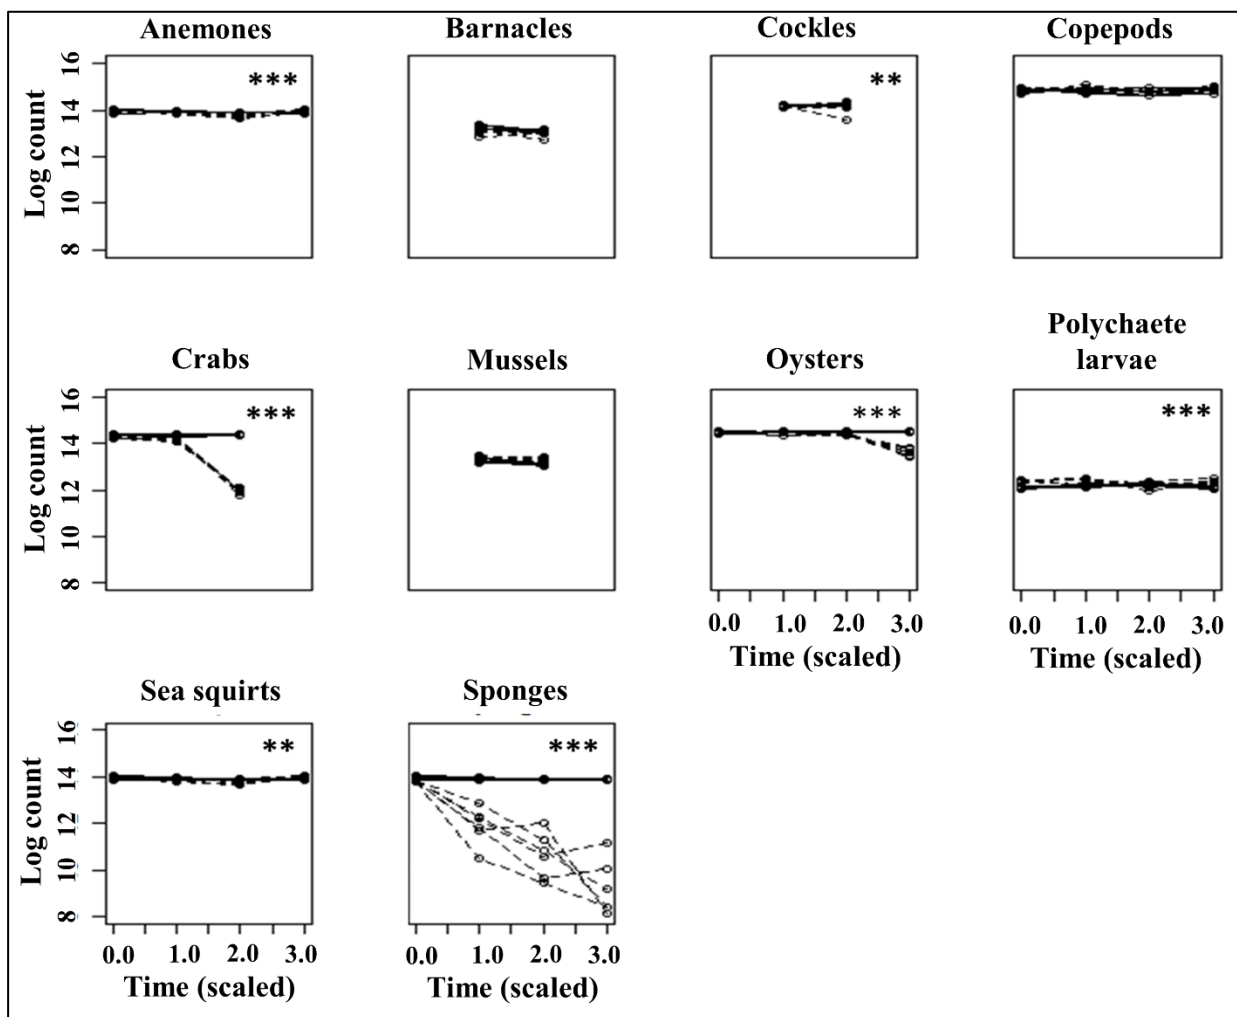 Anemones
Barnacles
Cockles
Copepods
Log count
16
14
12
10
8
***
**
Crabs
Mussels
Oysters
Polychaete
larvae
Log count
16
14
12
10
8
***
***
***
0.0 1.0 2.0 3.0
Time (scaled)
0.0 1.0 2.0 3.0
Time (scaled)
Sea squirts
Sponges
Log count
16
14
12
10
8
**
***
0.0 1.0 2.0 3.0
Time (scaled)
0.0 1.0 2.0 3.0
Time (scaled)